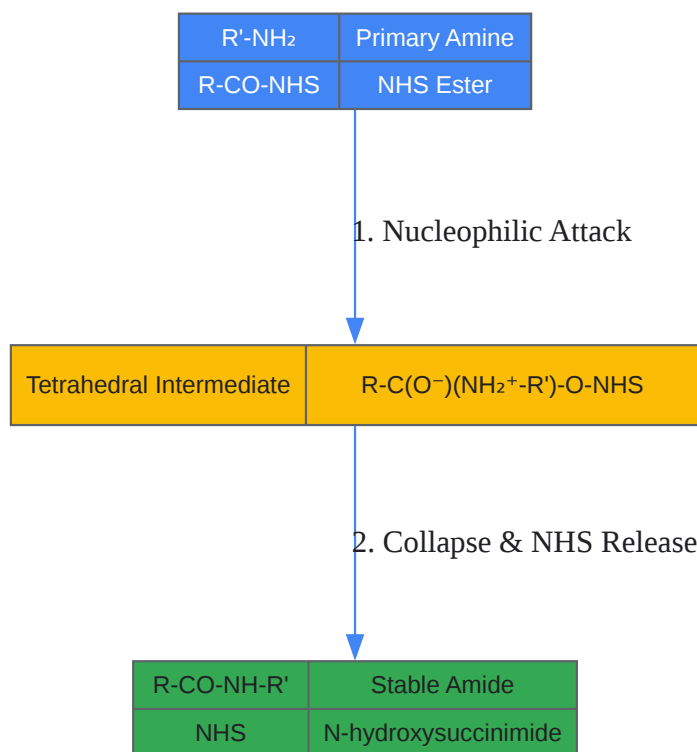 R'-NH₂ Primary Amine
R-CO-NHS NHS Ester
1. Nucleophilic Attack
Tetrahedral Intermediate R-C(O⁻)(NH₂⁺-R')-O-NHS
2. Collapse & NHS Release
R-CO-NH-R' Stable Amide
NHS N-hydroxysuccinimide